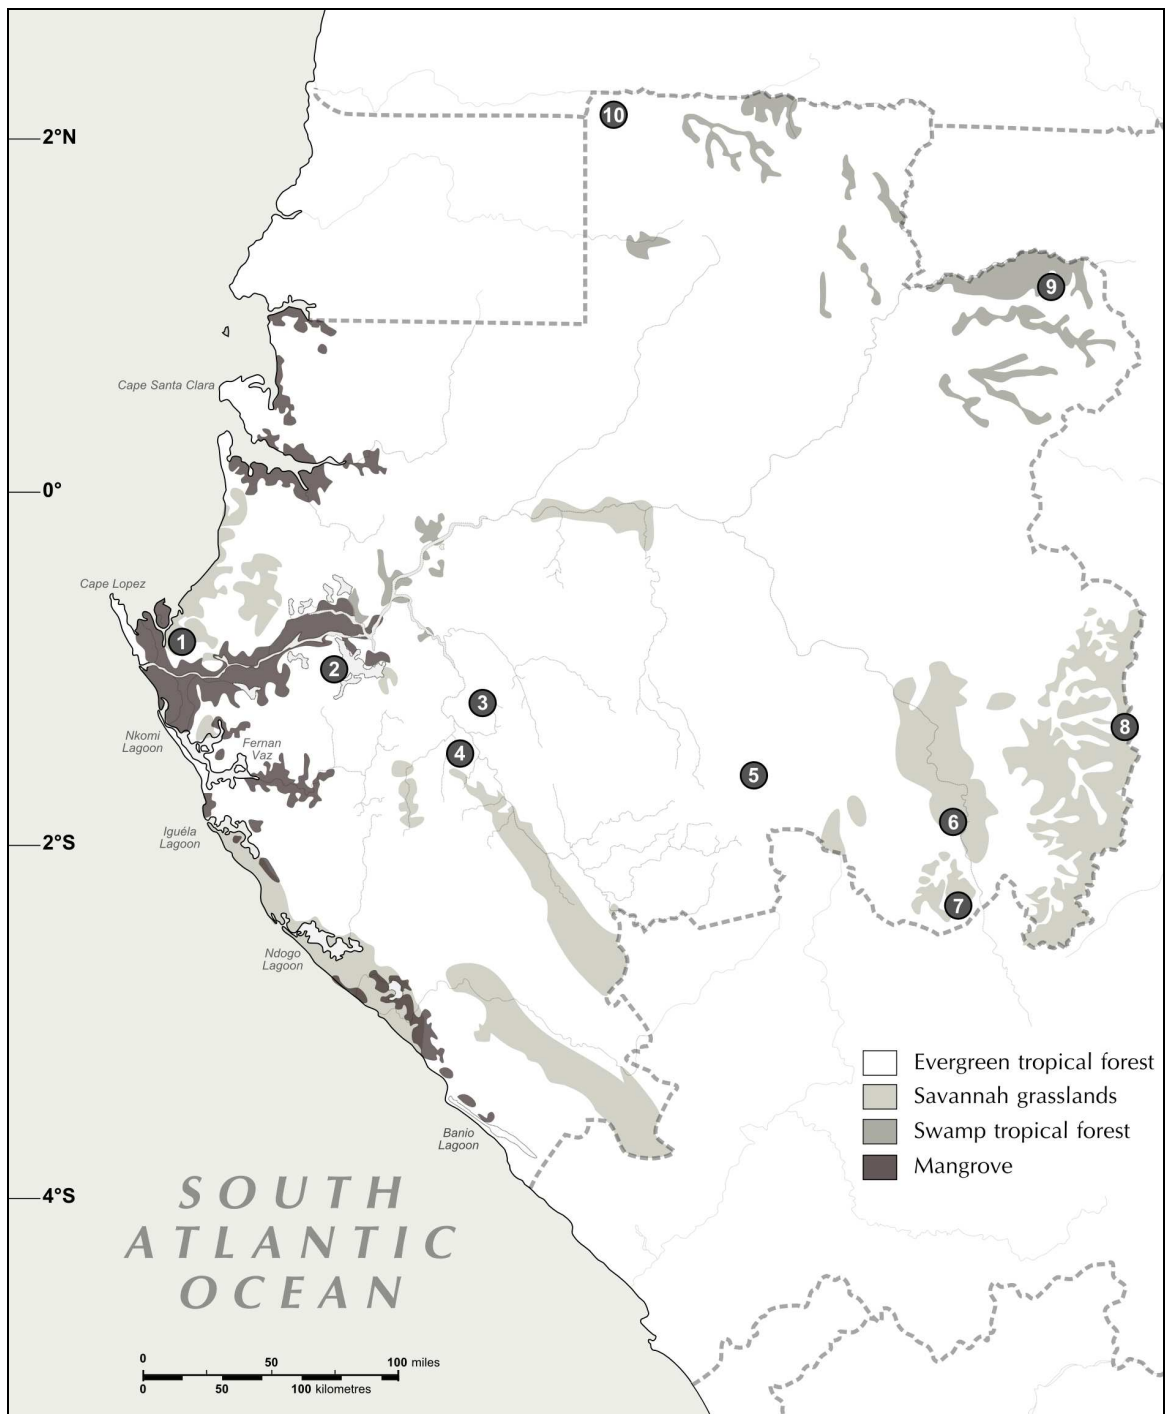 10
2°N
9
Cape Santa Clara
0°
Cape Lopez
1
2
3
Nkomi
Lagoon
Fernan
Vaz
4
8
5
6
Iguéla
Lagoon
7
Ndogo
Lagoon
Evergreen tropical forest
Savannah grasslands
Swamp tropical forest
Mangrove
Banio
Lagoon
4°S
2°S
SOUTH
ATLANTIC
OCEAN
0 50 100 miles
0 50 100 kilometres